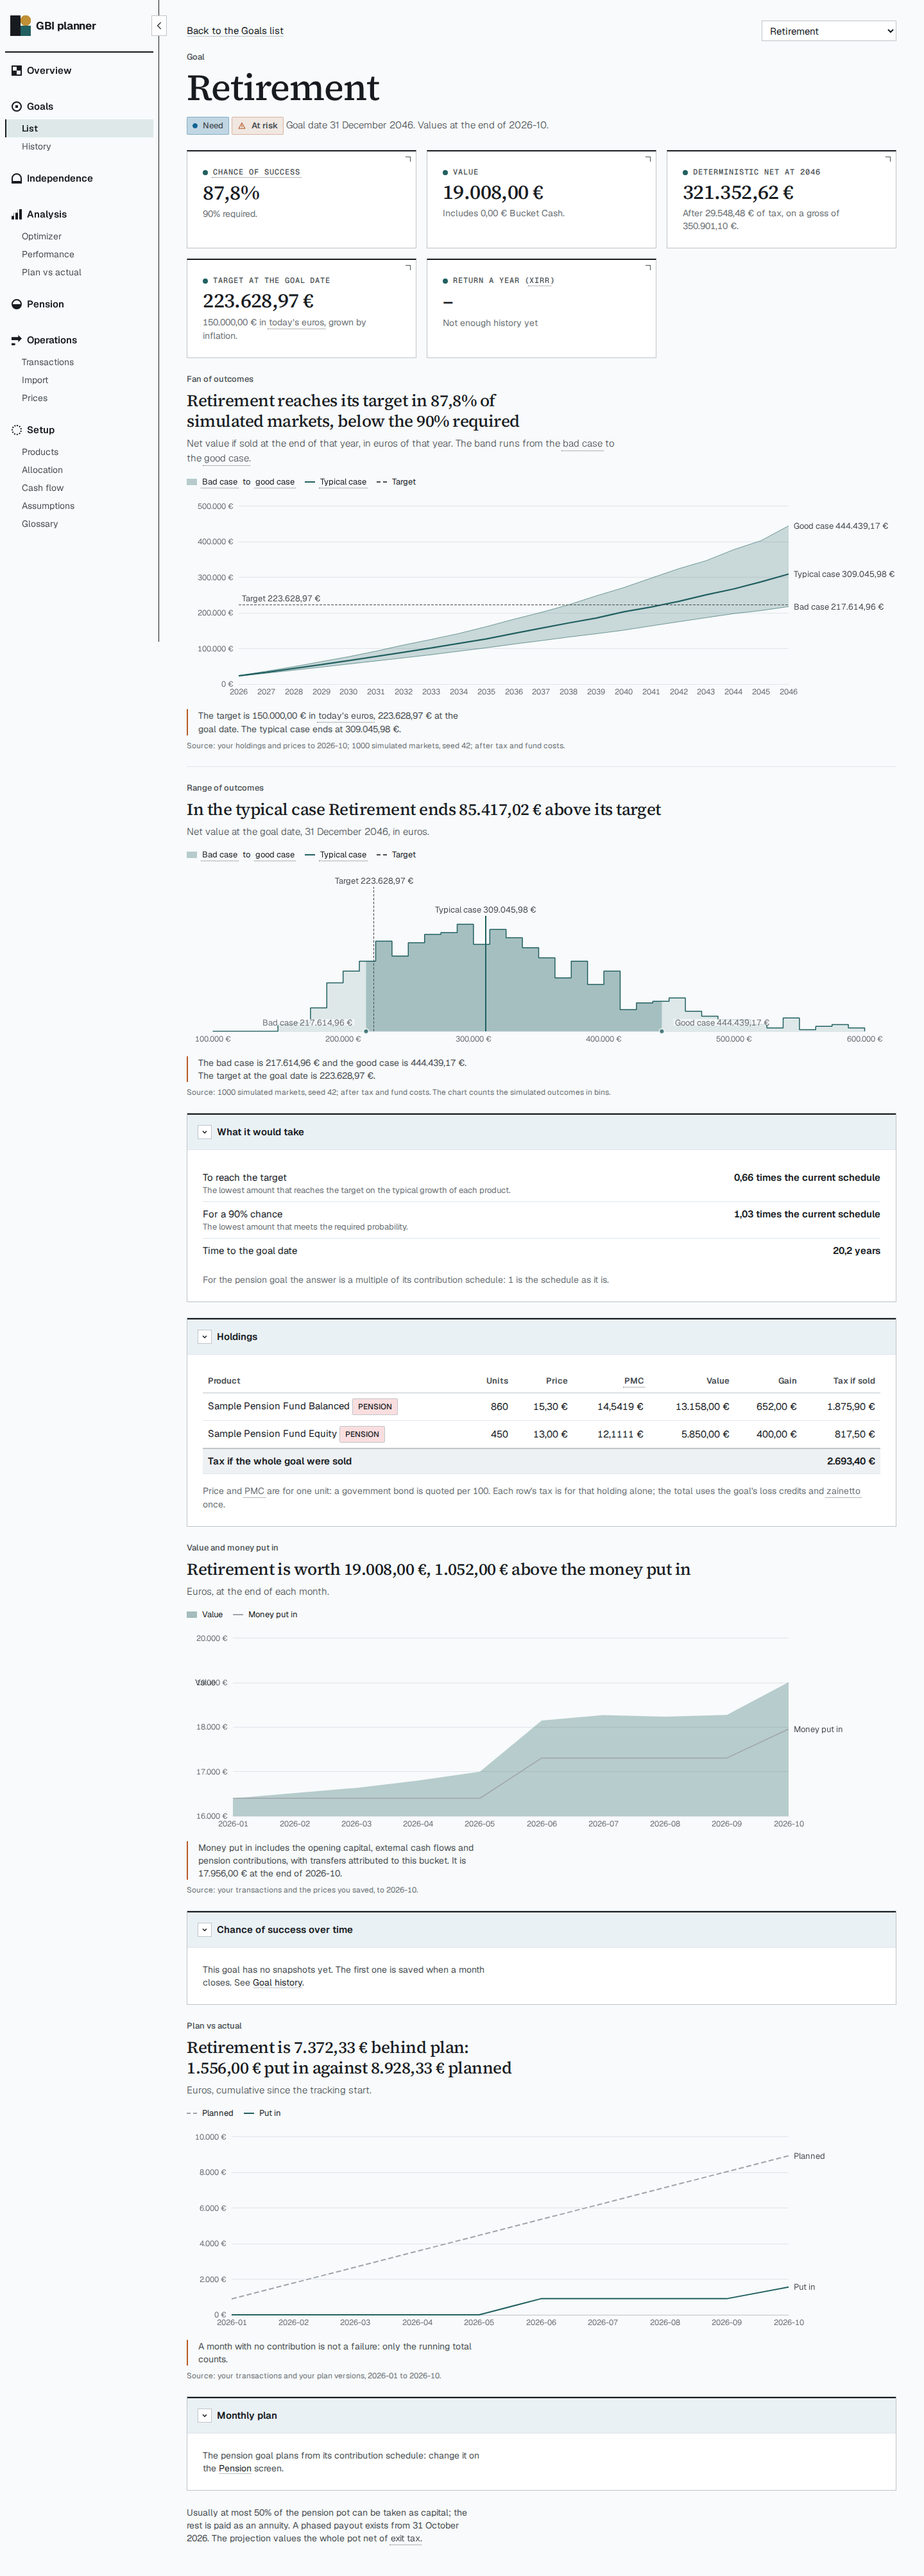 GBI planner
Overview
Goals
List
History
Independence
Analysis
Optimizer
Performance
Plan vs actual
Pension
Operations
Transactions
Import
Prices
Setup
Products
Allocation
Cash flow
Assumptions
Glossary
Back to the Goals list
Retirement
Goal
Retirement
Need At risk Goal date 31 December 2046. Values at the end of 2026-10.
CHANCE OF SUCCESS
87,8%
90% required.
VALUE
19.008,00 €
Includes 0,00 € Bucket Cash.
DETERMINISTIC NET AT 2046
321.352,62 €
After 29.548,48 € of tax, on a gross of
350.901,10 €.
TARGET AT THE GOAL DATE
223.628,97 €
150.000,00 € in today's euros, grown by
inflation.
RETURN A YEAR (XIRR)
–
Not enough history yet
Fan of outcomes
Retirement reaches its target in 87,8% of
simulated markets, below the 90% required
Net value if sold at the end of that year, in euros of that year. The band runs from the bad case to
the good case.
Bad case to good case Typical case Target
500.000 €
400.000 €
300.000 €
200.000 €
100.000 €
0 €
Target 223.628,97 €
Good case 444.439,17 €
Typical case 309.045,98 €
Bad case 217.614,96 €
2026 2027 2028 2029 2030 2031 2032 2033 2034 2035 2036 2037 2038 2039 2040 2041 2042 2043 2044 2045 2046
The target is 150.000,00 € in today's euros, 223.628,97 € at the
goal date. The typical case ends at 309.045,98 €.
Source: your holdings and prices to 2026-10; 1000 simulated markets, seed 42; after tax and fund costs.
Range of outcomes
In the typical case Retirement ends 85.417,02 € above its target
Net value at the goal date, 31 December 2046, in euros.
Bad case to good case Typical case Target
Target 223.628,97 €
Typical case 309.045,98 €
Bad case 217.614,96 €
Good case 444.439,17 €
100.000 € 200.000 € 300.000 € 400.000 € 500.000 € 600.000 €
The bad case is 217.614,96 € and the good case is 444.439,17 €.
The target at the goal date is 223.628,97 €.
Source: 1000 simulated markets, seed 42; after tax and fund costs. The chart counts the simulated outcomes in bins.
What it would take
To reach the target 0,66 times the current schedule
The lowest amount that reaches the target on the typical growth of each product.
For a 90% chance 1,03 times the current schedule
The lowest amount that meets the required probability.
Time to the goal date 20,2 years
For the pension goal the answer is a multiple of its contribution schedule: 1 is the schedule as it is.
Holdings
Product Units Price PMC Value Gain Tax if sold
Sample Pension Fund Balanced PENSION 860 15,30 € 14,5419 € 13.158,00 € 652,00 € 1.875,90 €
Sample Pension Fund Equity PENSION 450 13,00 € 12,1111 € 5.850,00 € 400,00 € 817,50 €
Tax if the whole goal were sold 2.693,40 €
Price and PMC are for one unit: a government bond is quoted per 100. Each row's tax is for that holding alone; the total uses the goal's loss credits and zainetto
once.
Value and money put in
Retirement is worth 19.008,00 €, 1.052,00 € above the money put in
Euros, at the end of each month.
Value Money put in
20.000 €
Value
18.000 €
Money put in
17.000 €
16.000 €
2026-01 2026-02 2026-03 2026-04 2026-05 2026-06 2026-07 2026-08 2026-09 2026-10
Money put in includes the opening capital, external cash flows and
pension contributions, with transfers attributed to this bucket. It is
17.956,00 € at the end of 2026-10.
Source: your transactions and the prices you saved, to 2026-10.
Chance of success over time
This goal has no snapshots yet. The first one is saved when a month
closes. See Goal history.
Plan vs actual
Retirement is 7.372,33 € behind plan:
1.556,00 € put in against 8.928,33 € planned
Euros, cumulative since the tracking start.
Planned Put in
10.000 €
8.000 €
6.000 €
4.000 €
2.000 €
0 €
Planned
Put in
2026-01 2026-02 2026-03 2026-04 2026-05 2026-06 2026-07 2026-08 2026-09 2026-10
A month with no contribution is not a failure: only the running total
counts.
Source: your transactions and your plan versions, 2026-01 to 2026-10.
Monthly plan
The pension goal plans from its contribution schedule: change it on
the Pension screen.
Usually at most 50% of the pension pot can be taken as capital; the
rest is paid as an annuity. A phased payout exists from 31 October
2026. The projection values the whole pot net of exit tax.